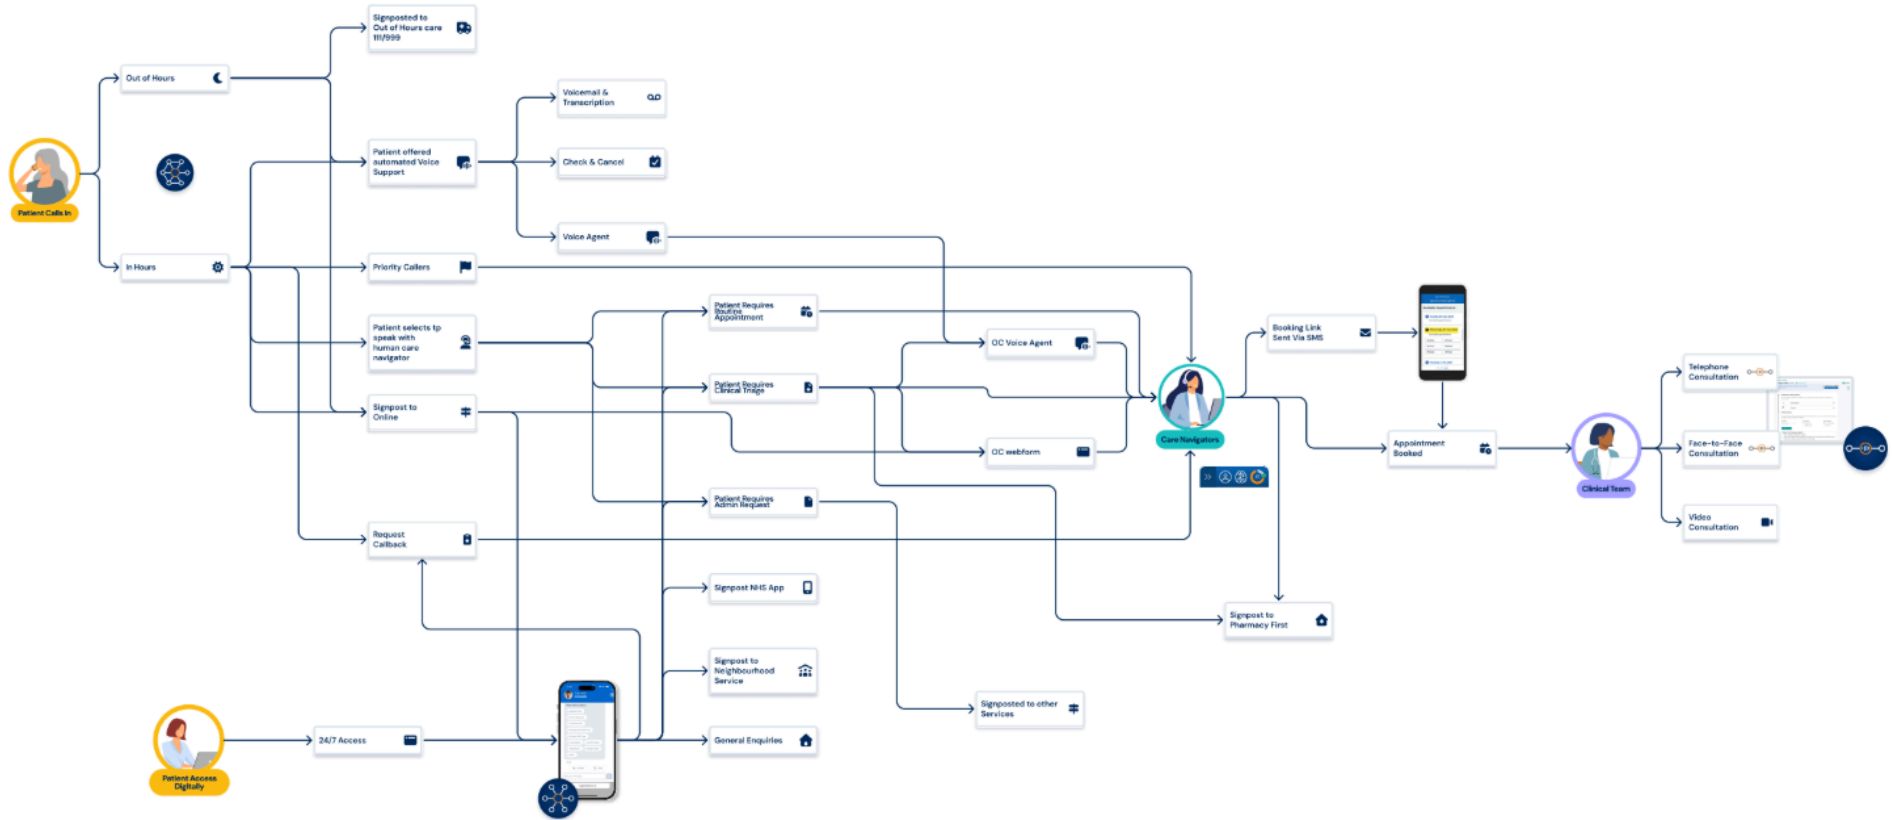 Signposted to
Out of Hours care
111/999
Out of Hours
Voicemail &
Transcription
Patient offered
automated Voice
Support
Check & Cancel
Patient Calls In
Voice Agent
In Hours
Priority Callers
Patient Requires
Routine
Appointment
Patient selects tp
speak with
human care
navigator
OC Voice Agent
Booking Link
Sent Via SMS
Patient Requires
Clinical Triage
Telephone
Consultation
Signpost to
Online
Care Navigators
OC webform
Appointment
Booked
Face-to-Face
Consultation
Clinical Team
Patient Requires
Admin Request
Video
Consultation
Request
Callback
Signpost NHS App
Signpost to
Pharmacy First
Signpost to
Neighbourhood
Service
Signposted to other
Services
24/7 Access
General Enquiries
Patient Access
Digitally